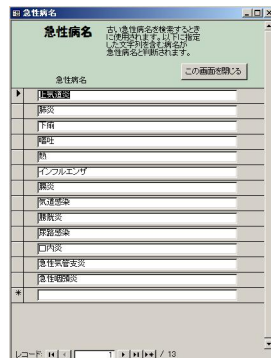 急性病名
急性病名
古い急性病名を検索するとき
に使用されます。以下に指定
した文字列を含む病名が
急性病名と判断されます。
この画面を閉じる
急性病名
上気道炎
肺炎
下痢
嘔吐
熱
インフルエンザ
腸炎
気道感染
膀胱炎
尿路感染
口内炎
急性気管支炎
急性咽頭炎
レコード: 1 / 13